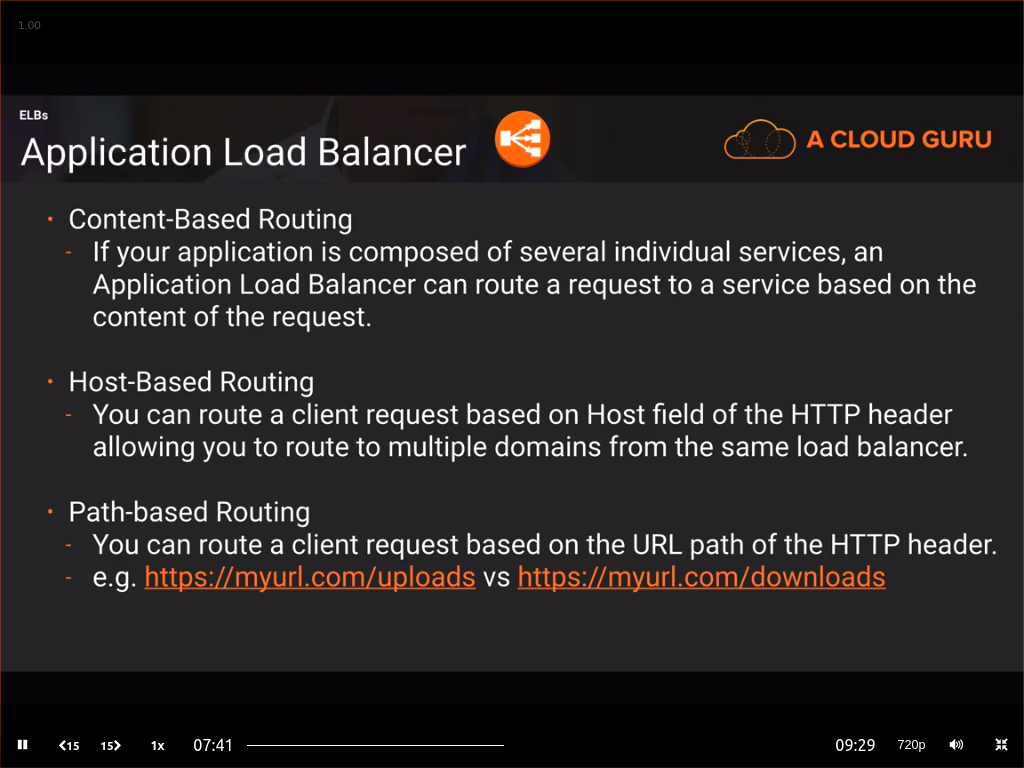 1.00
ELBs
Application Load Balancer
A CLOUD GURU
• Content-Based Routing
- If your application is composed of several individual services, an
Application Load Balancer can route a request to a service based on the
content of the request.
• Host-Based Routing
- You can route a client request based on Host field of the HTTP header
allowing you to route to multiple domains from the same load balancer.
• Path-based Routing
- You can route a client request based on the URL path of the HTTP header.
- e.g. https://myurl.com/uploads vs https://myurl.com/downloads
15 15 1x 07:41 09:29 720p